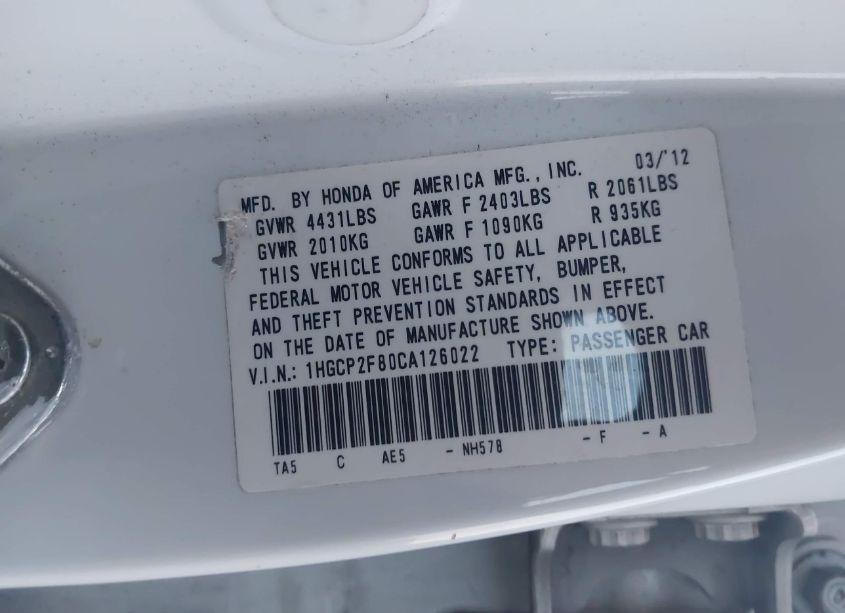 MFD. BY HONDA OF AMERICA MFG., INC. 03/'12
GVWR 4431LBS GAWR F 2403LBS R 2061LBS
GVWR 2010KG GAWR F 1090KG R 935KG
THIS VEHICLE CONFORMS TO ALL APPLICABLE
FEDERAL MOTOR VEHICLE SAFETY, BUMPER,
AND THEFT PREVENTION STANDARDS IN EFFECT
ON THE DATE OF MANUFACTURE SHOWN ABOVE.
V.I.N.: 1HGCP2F80CA126022 TYPE: PASSENGER CAR
TA5 C AE5 - NH578 - F - A